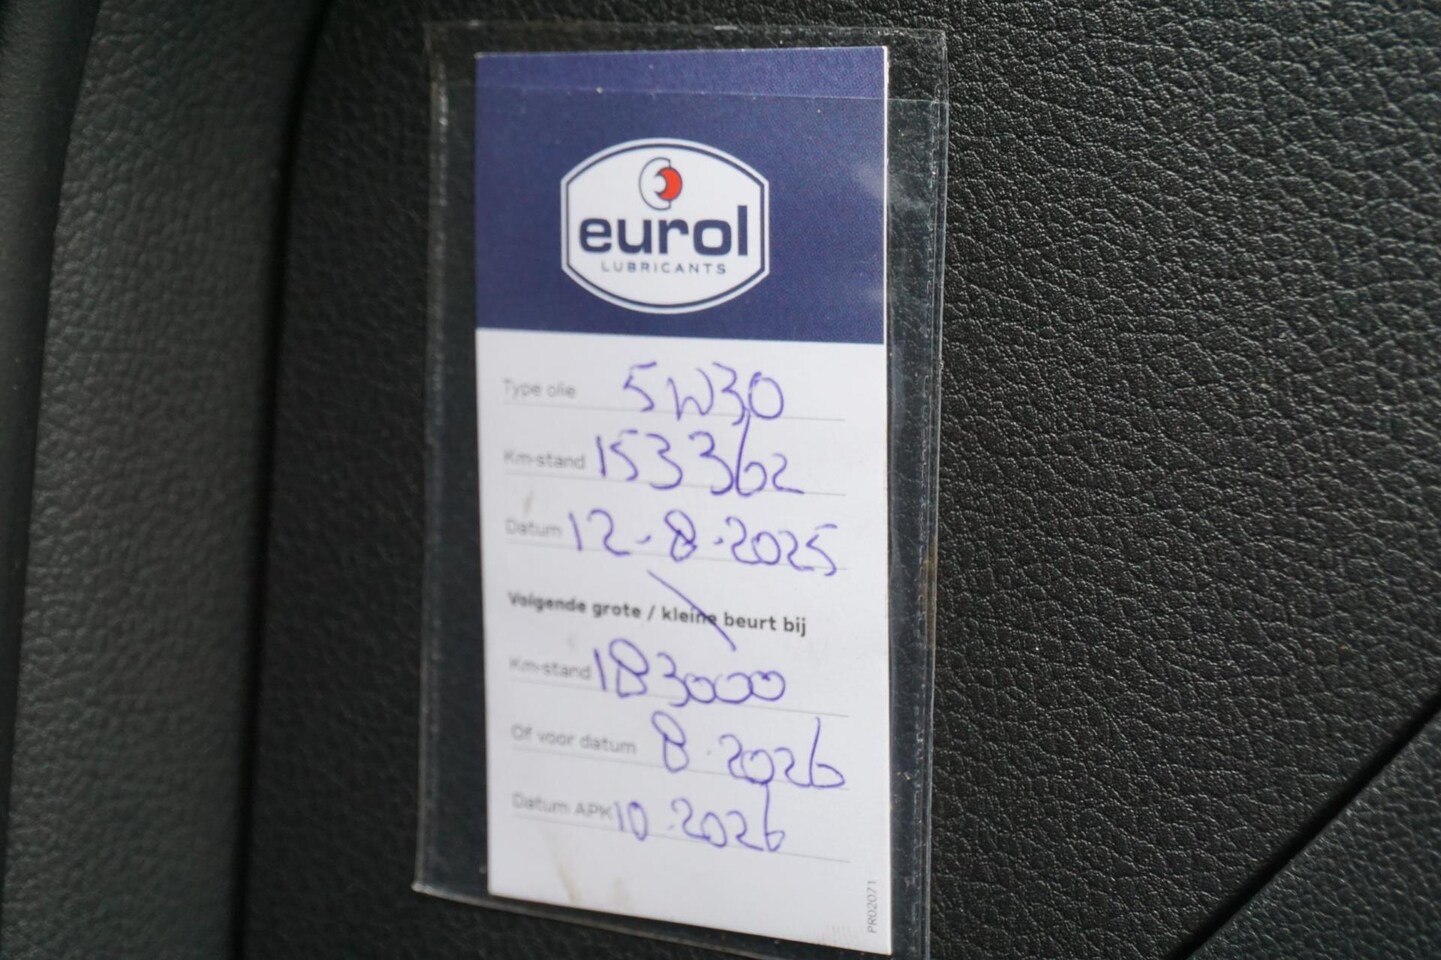 eurol
LUBRICANTS
Type olie 5W30
Km-stand 153362
Datum 12-8-2025
Volgende grote / kleine beurt bij
Km-stand 183000
Of voor datum 8-2026
Datum APK 10-2026
PR02071